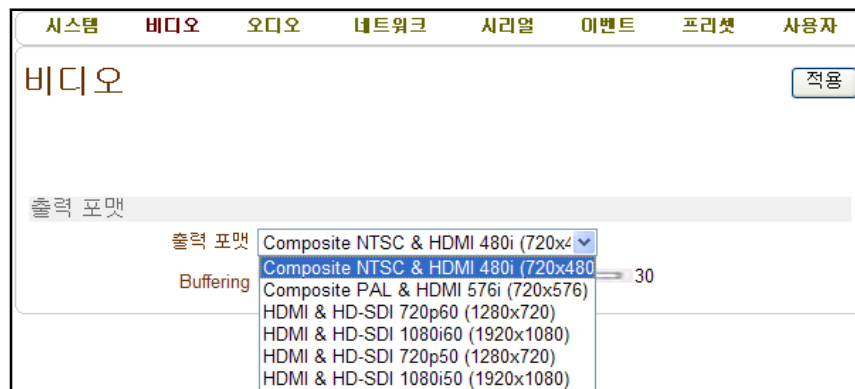 시스템 비디오 오디오 네트워크 시리얼 이벤트 프리셋 사용자
비디오 적용
출력 포맷
출력 포맷 Composite NTSC & HDMI 480i (720x4
Composite NTSC & HDMI 480i (720x480
Buffering 30
Composite PAL & HDMI 576i (720x576)
HDMI & HD-SDI 720p60 (1280x720)
HDMI & HD-SDI 1080i60 (1920x1080)
HDMI & HD-SDI 720p50 (1280x720)
HDMI & HD-SDI 1080i50 (1920x1080)